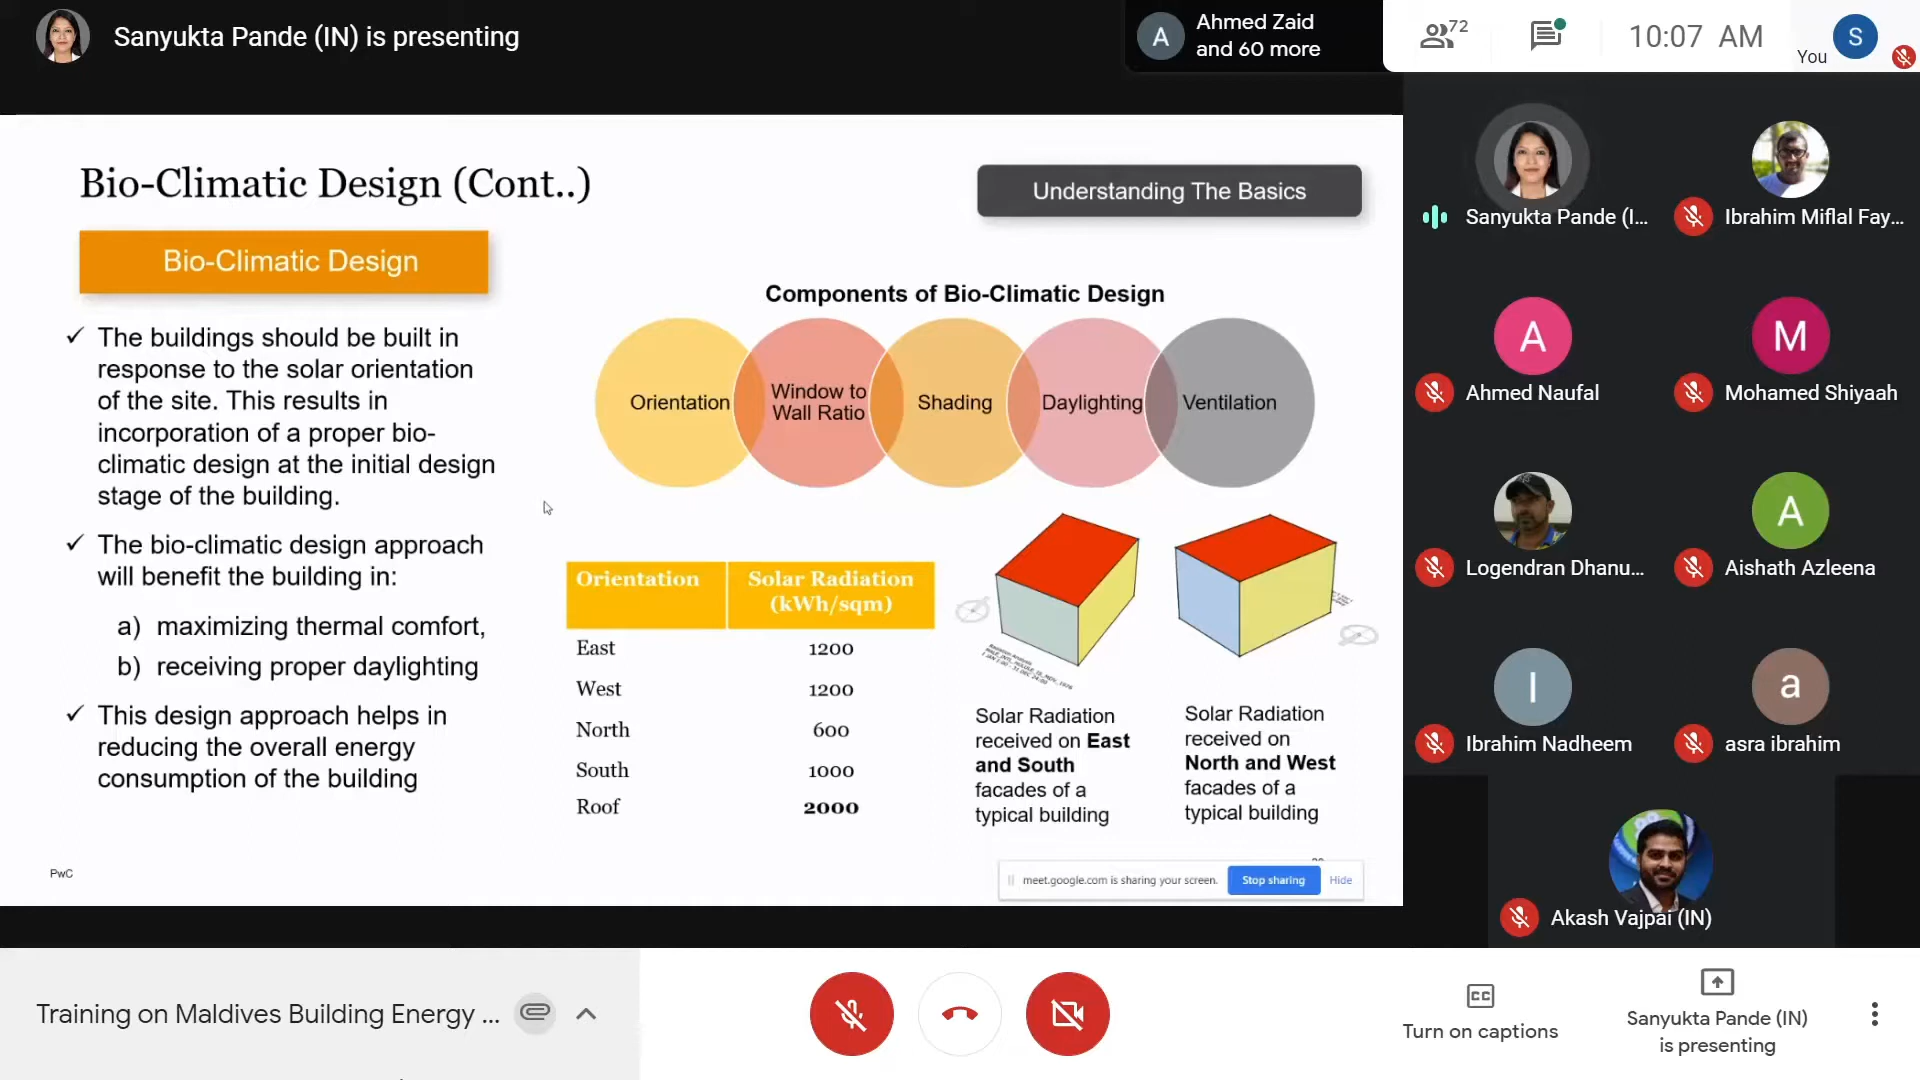 Sanyukta Pande (IN) is presenting
A
Ahmed Zaid
and 60 more
72
10:07 AM
You
S
Bio-Climatic Design (Cont..)
Understanding The Basics
Bio-Climatic Design
✓ The buildings should be built in
response to the solar orientation
of the site. This results in
incorporation of a proper bio-
climatic design at the initial design
stage of the building.
✓ The bio-climatic design approach
will benefit the building in:
a) maximizing thermal comfort,
b) receiving proper daylighting
✓ This design approach helps in
reducing the overall energy
consumption of the building
Components of Bio-Climatic Design
Orientation
Window to
Wall Ratio
Shading
Daylighting
Ventilation
Orientation Solar Radiation
(kWh/sqm)
East 1200
West 1200
North 600
South 1000
Roof 2000
Solar Radiation
received on East
and South
facades of a
typical building
Solar Radiation
received on
North and West
facades of a
typical building
PwC
meet.google.com is sharing your screen.
Stop sharing
Hide
Sanyukta Pande (I...
Ibrahim Miflal Fay...
A
Ahmed Naufal
M
Mohamed Shiyaah
Logendran Dhanu...
A
Aishath Azleena
I
Ibrahim Nadheem
a
asra ibrahim
Akash Vajpai (IN)
Training on Maldives Building Energy ...
CC
Turn on captions
Sanyukta Pande (IN)
is presenting